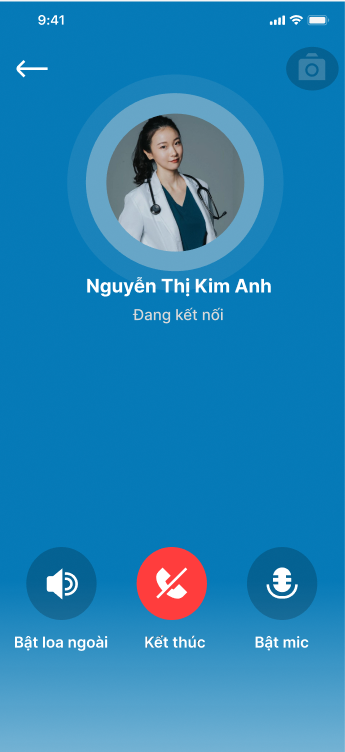 9:41
Nguyễn Thị Kim Anh
Đang kết nối
Bật loa ngoài
Kết thúc
Bật mic